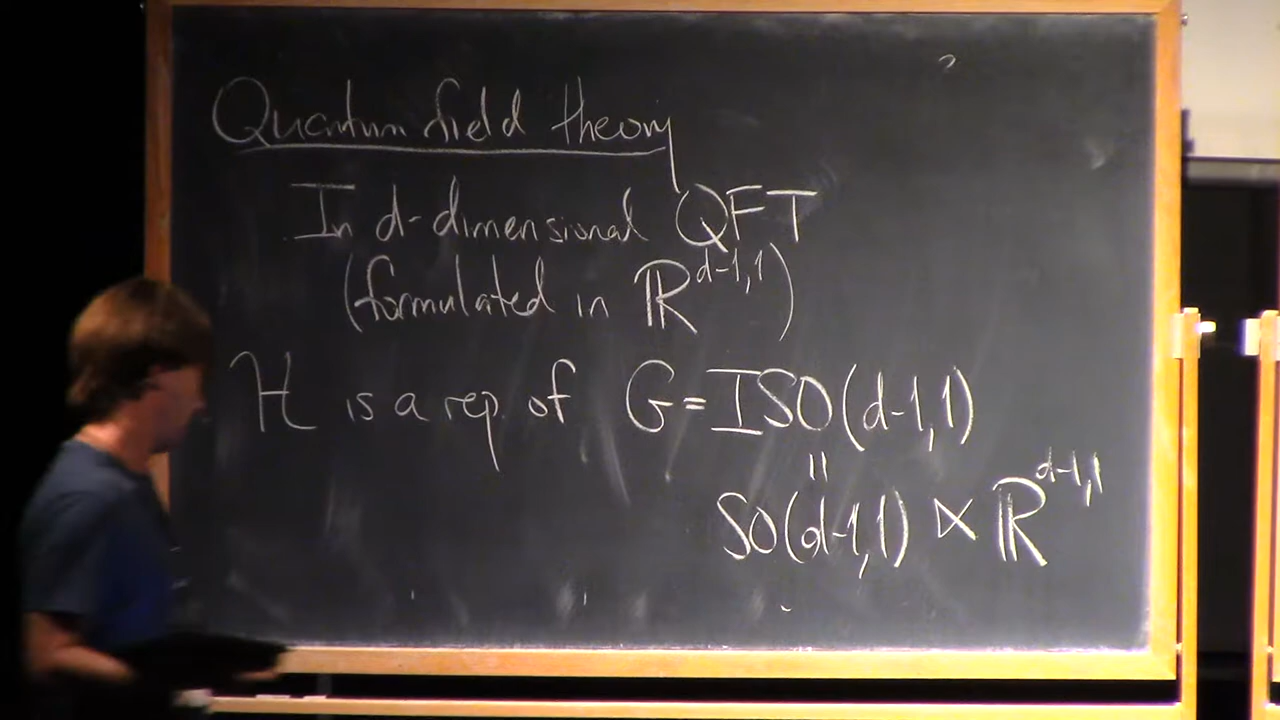 Quantum field theory
In d-dimensional QFT
(formulated in ℝ^{d-1,1})
H is a rep. of G = ISO(d-1,1)
||
SO(d-1,1) ⋉ ℝ^{d-1,1}